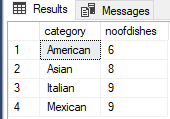 Results Messages
category noofdishes
1 American 6
2 Asian 8
3 Italian 9
4 Mexican 9